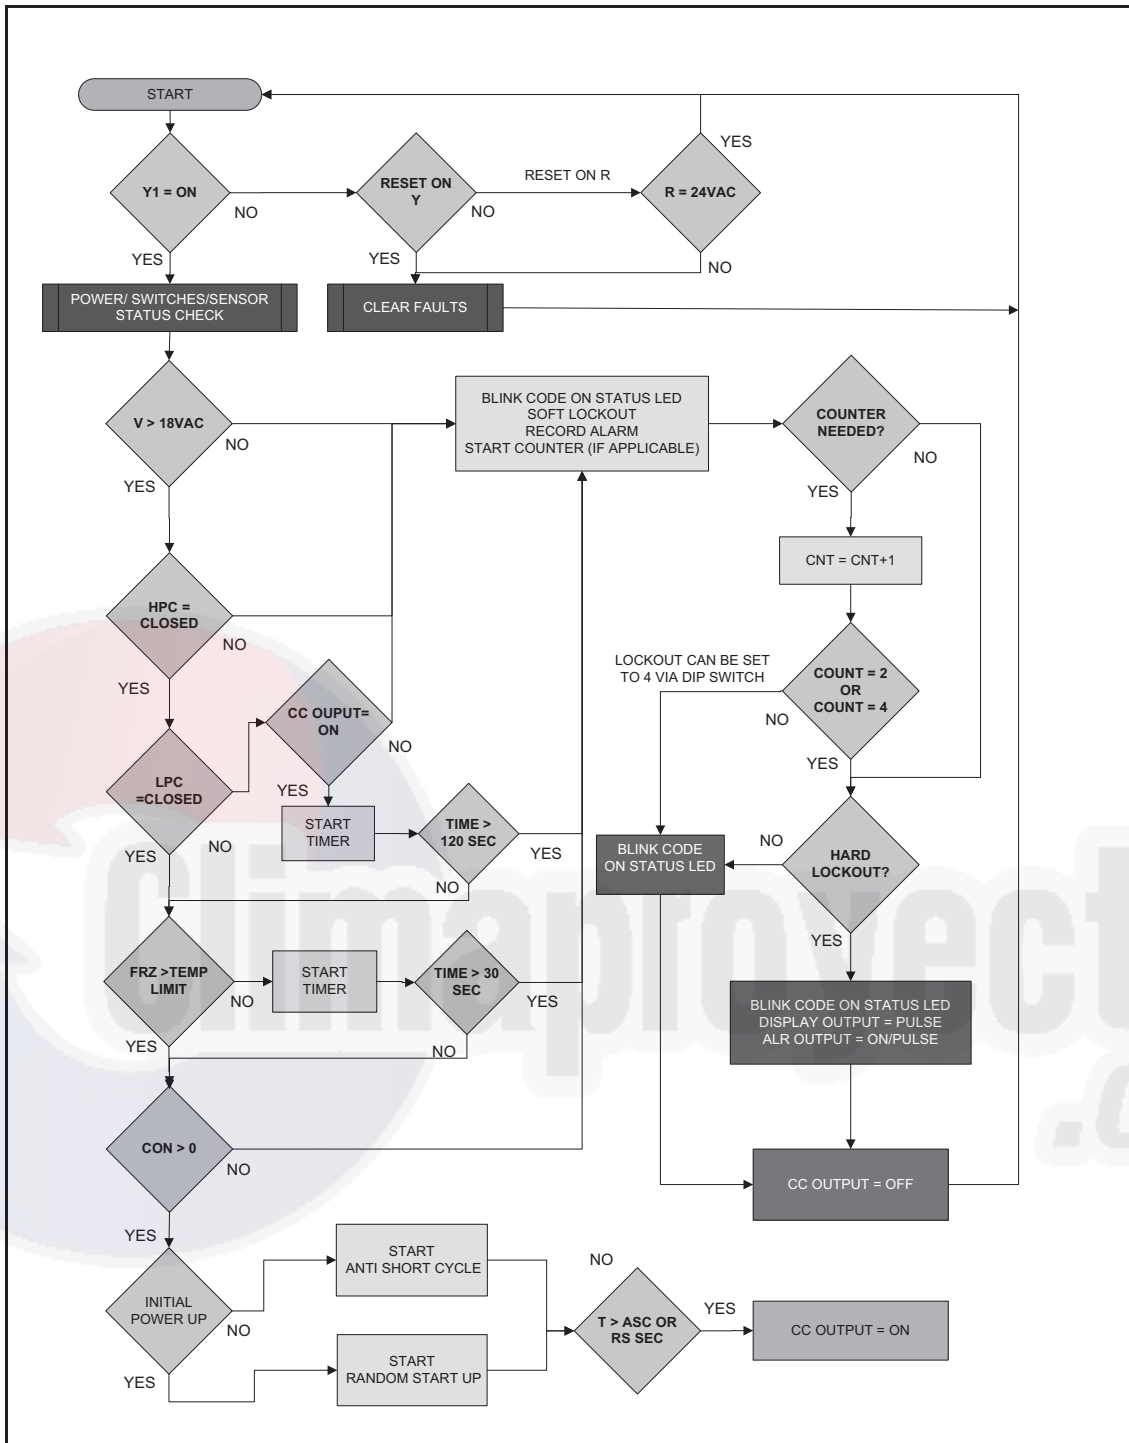 START
YES
Y1 = ON
NO
YES
RESET ON
Y
NO
YES
RESET ON R
R = 24VAC
NO
POWER/ SWITCHES/SENSOR
STATUS CHECK
CLEAR FAULTS
V > 18VAC
NO
YES
BLINK CODE ON STATUS LED
SOFT LOCKOUT
RECORD ALARM
START COUNTER (IF APPLICABLE)
COUNTER
NEEDED?
NO
YES
CNT = CNT+1
HPC =
CLOSED
NO
YES
LOCKOUT CAN BE SET
TO 4 VIA DIP SWITCH
COUNT = 2
OR
COUNT = 4
NO
YES
CC OUPUT=
ON
NO
YES
LPC
=CLOSED
NO
YES
START
TIMER
TIME >
120 SEC
YES
NO
BLINK CODE
ON STATUS LED
NO
HARD
LOCKOUT?
YES
FRZ >TEMP
LIMIT
NO
YES
START
TIMER
TIME > 30
SEC
YES
NO
BLINK CODE ON STATUS LED
DISPLAY OUTPUT = PULSE
ALR OUTPUT = ON/PULSE
CON > 0
NO
YES
CC OUTPUT = OFF
INITIAL
POWER UP
NO
YES
START
ANTI SHORT CYCLE
START
RANDOM START UP
NO
T > ASC OR
RS SEC
YES
CC OUTPUT = ON
Climaproyect